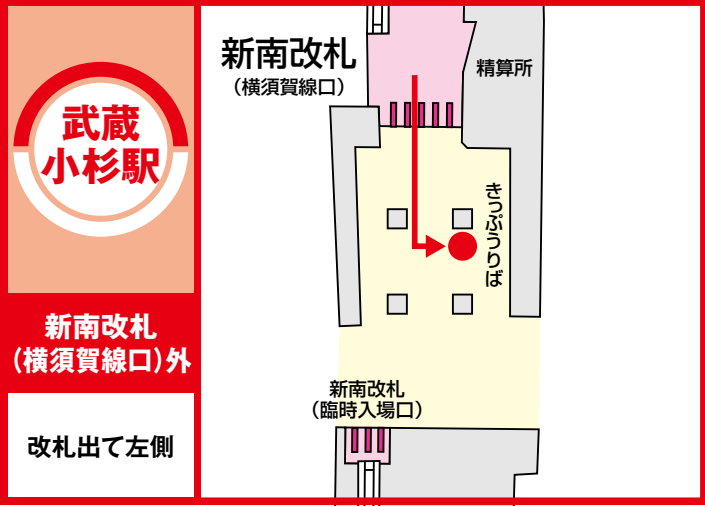 武蔵
小杉駅
新南改札
(横須賀線口)外
改札出て左側
新南改札
(横須賀線口)
精算所
きっぷうりば
新南改札
(臨時入場口)